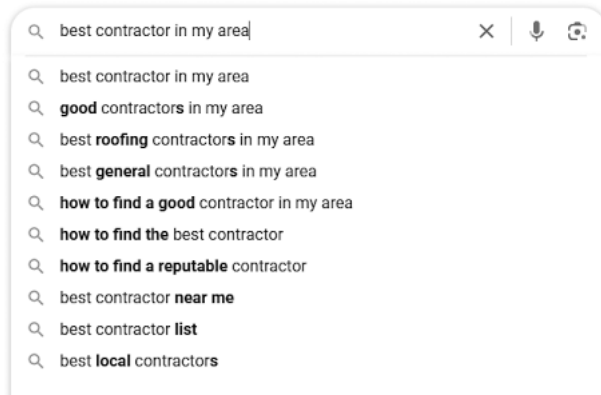 best contractor in my area
best contractor in my area
good contractors in my area
best roofing contractors in my area
best general contractors in my area
how to find a good contractor in my area
how to find the best contractor
how to find a reputable contractor
best contractor near me
best contractor list
best local contractors